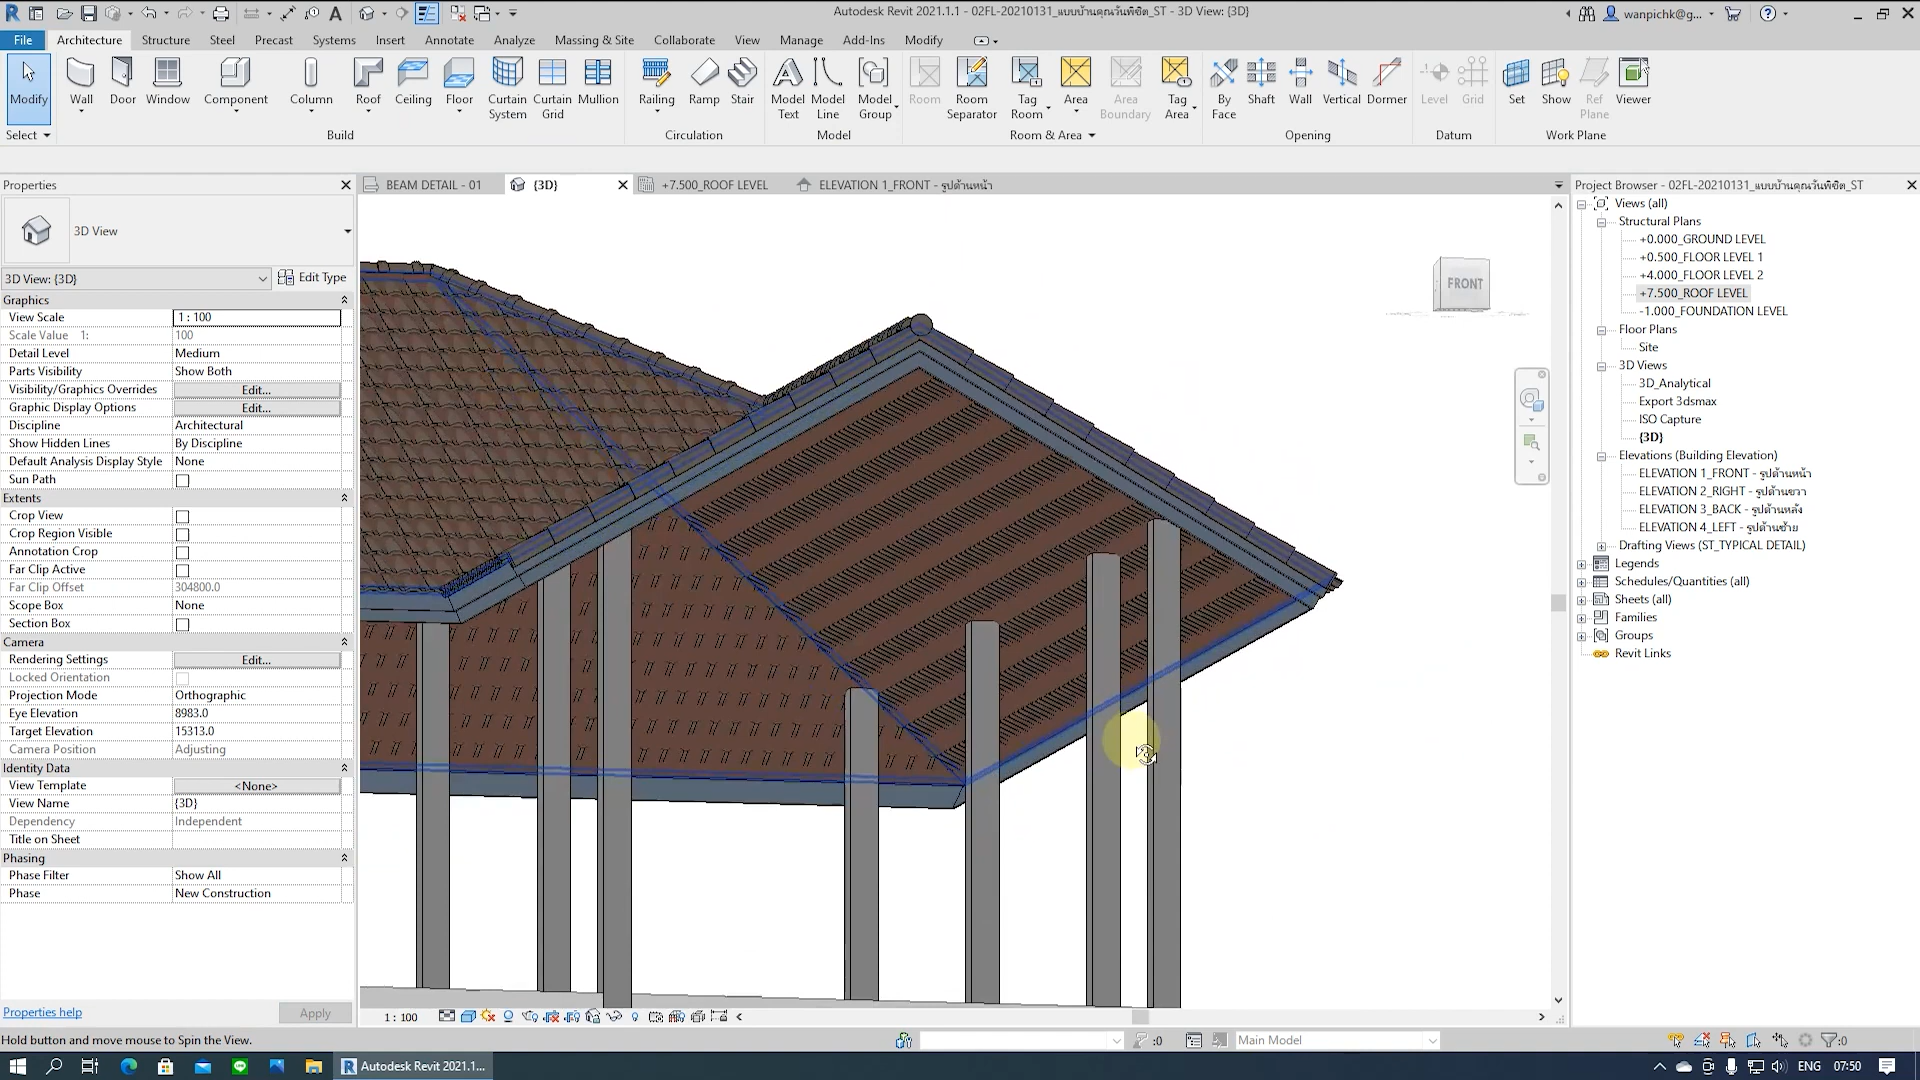 Autodesk Revit 2021.1.1 - 02FL-20210131_แบบบ้านคุณวันพิชิต_ST - 3D View: {3D}
wanpichk@g...
File Architecture Structure Steel Precast Systems Insert Annotate Analyze Massing & Site Collaborate View Manage Add-Ins Modify
Modify Wall Door Window Component Column Roof Ceiling Floor Curtain System Curtain Grid Mullion Railing Ramp Stair Model Text Model Line Model Group Room Room Separator Tag Room Area Area Boundary Tag Area By Face Shaft Wall Vertical Dormer Level Grid Set Show Ref Plane Viewer
Select Build Circulation Model Room & Area Opening Datum Work Plane
Properties
3D View
3D View: {3D} Edit Type
Graphics
View Scale 1 : 100
Scale Value 1: 100
Detail Level Medium
Parts Visibility Show Both
Visibility/Graphics Overrides Edit...
Graphic Display Options Edit...
Discipline Architectural
Show Hidden Lines By Discipline
Default Analysis Display Style None
Sun Path
Extents
Crop View
Crop Region Visible
Annotation Crop
Far Clip Active
Far Clip Offset 304800.0
Scope Box None
Section Box
Camera
Rendering Settings Edit...
Locked Orientation
Projection Mode Orthographic
Eye Elevation 8983.0
Target Elevation 15313.0
Camera Position Adjusting
Identity Data
View Template <None>
View Name {3D}
Dependency Independent
Title on Sheet
Phasing
Phase Filter Show All
Phase New Construction
Properties help Apply
BEAM DETAIL - 01 {3D} +7.500_ROOF LEVEL ELEVATION 1_FRONT - รูปด้านหน้า
FRONT
1 : 100
Project Browser - 02FL-20210131_แบบบ้านคุณวันพิชิต_ST
Views (all)
Structural Plans
+0.000_GROUND LEVEL
+0.500_FLOOR LEVEL 1
+4.000_FLOOR LEVEL 2
+7.500_ROOF LEVEL
-1.000_FOUNDATION LEVEL
Floor Plans
Site
3D Views
3D_Analytical
Export 3dsmax
ISO Capture
{3D}
Elevations (Building Elevation)
ELEVATION 1_FRONT - รูปด้านหน้า
ELEVATION 2_RIGHT - รูปด้านขวา
ELEVATION 3_BACK - รูปด้านหลัง
ELEVATION 4_LEFT - รูปด้านซ้าย
Drafting Views (ST_TYPICAL DETAIL)
Legends
Schedules/Quantities (all)
Sheets (all)
Families
Groups
Revit Links
Hold button and move mouse to Spin the View. :0 Main Model :0
Autodesk Revit 2021.1... ENG 07:50